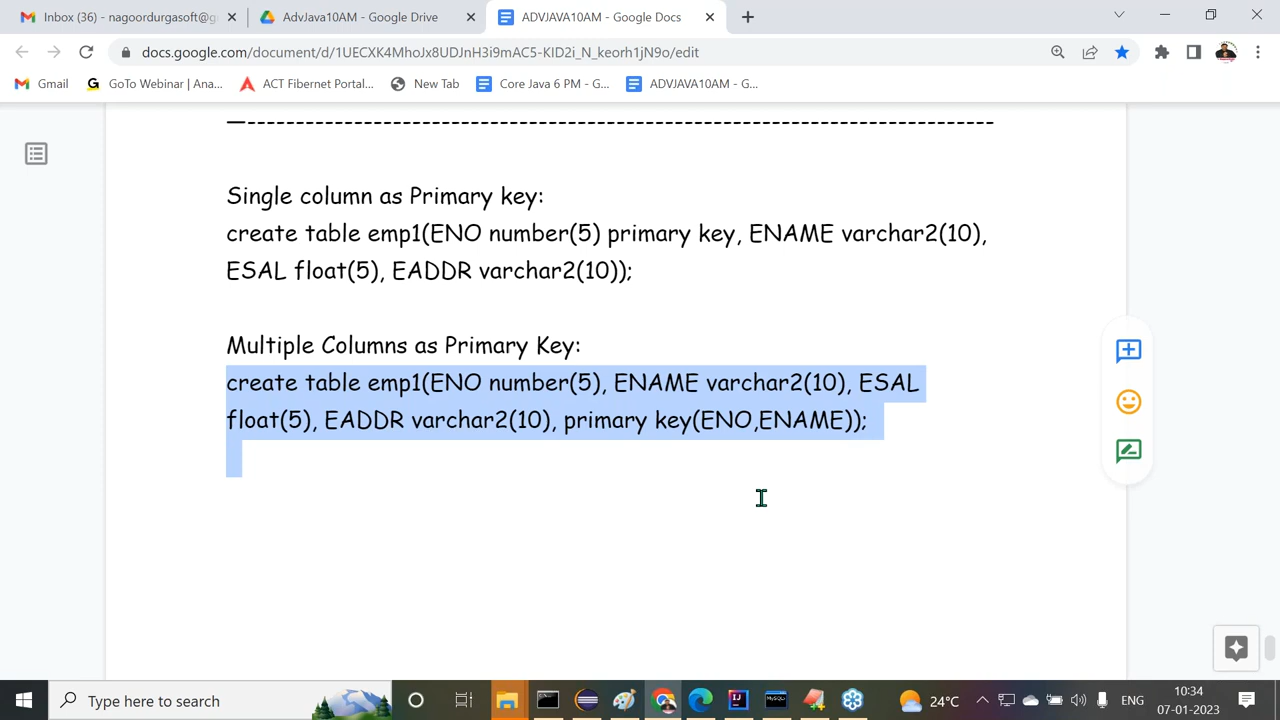 Inbox (36) - nagoordurgasoft@g
AdvJava10AM - Google Drive
ADVJAVA10AM - Google Docs
docs.google.com/document/d/1UECXK4MhoJx8UDJnH3i9mAC5-KID2i_N_keorh1jN9o/edit
Gmail
GoTo Webinar | Ana...
ACT Fibernet Portal...
New Tab
Core Java 6 PM - G...
ADVJAVA10AM - G...
—-----------------------------------------------------------------------------
Single column as Primary key:
create table emp1(ENO number(5) primary key, ENAME varchar2(10),
ESAL float(5), EADDR varchar2(10));
Multiple Columns as Primary Key:
create table emp1(ENO number(5), ENAME varchar2(10), ESAL
float(5), EADDR varchar2(10), primary key(ENO,ENAME));
Type here to search
24°C
ENG
10:34
07-01-2023